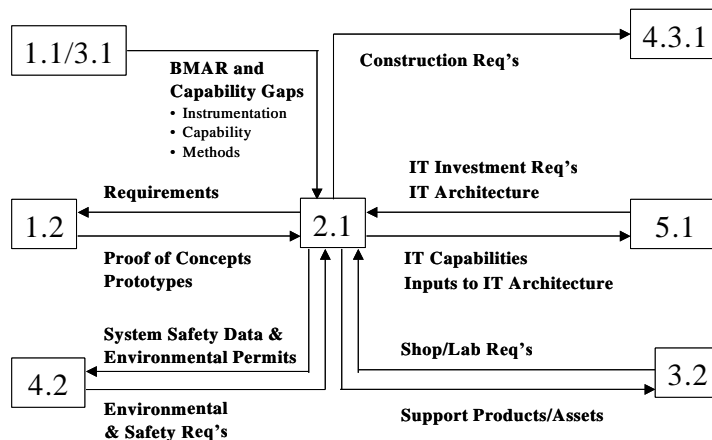 1.1/3.1
BMAR and
Capability Gaps
• Instrumentation
• Capability
• Methods
Construction Req's
4.3.1
Requirements
1.2
Proof of Concepts
Prototypes
2.1
IT Investment Req's
IT Architecture
5.1
IT Capabilities
Inputs to IT Architecture
System Safety Data &
Environmental Permits
4.2
Environmental
& Safety Req's
Shop/Lab Req's
3.2
Support Products/Assets